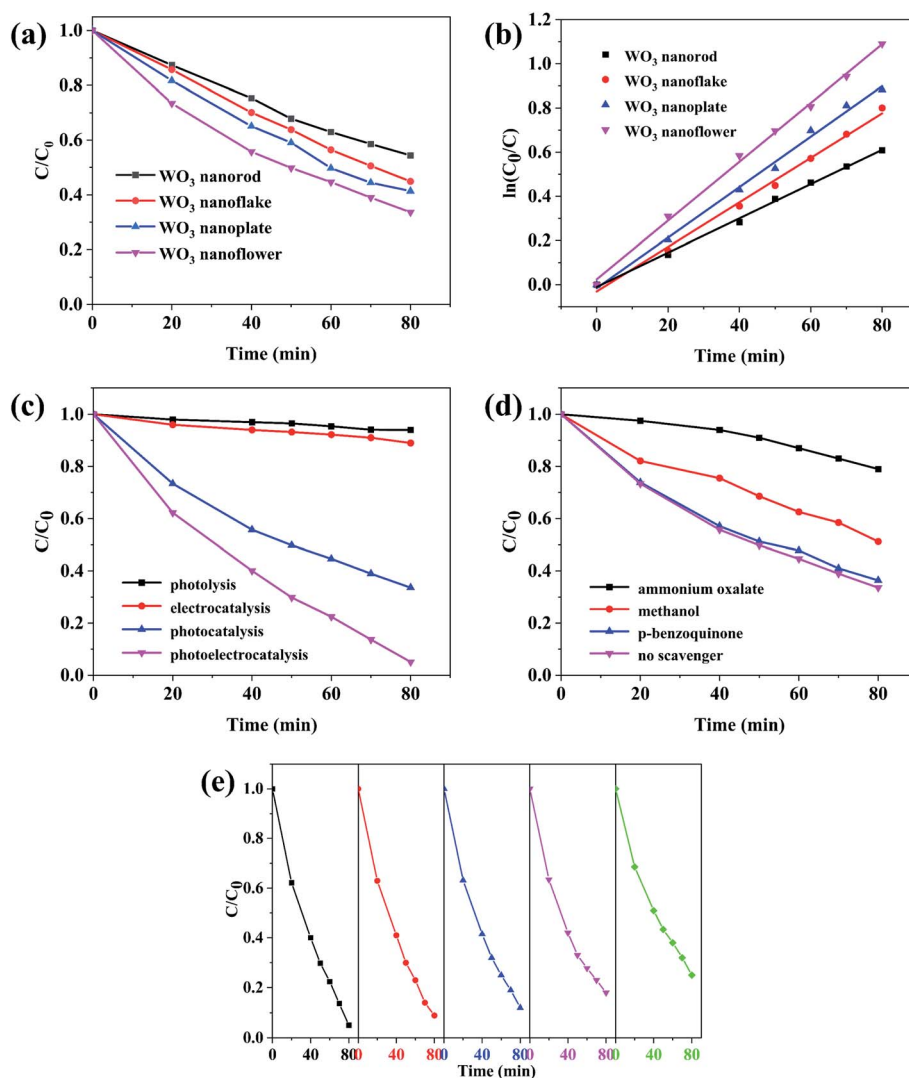 (a)
1.0
0.8
0.6
0.4
0.2
0.0
C/C0
WO3 nanorod
WO3 nanoflake
WO3 nanoplate
WO3 nanoflower
0 20 40 60 80
Time (min)
(b)
1.2
1.0
0.8
0.6
0.4
0.2
0.0
ln(C0/C)
WO3 nanorod
WO3 nanoflake
WO3 nanoplate
WO3 nanoflower
0 20 40 60 80
Time (min)
(c)
1.0
0.8
0.6
0.4
0.2
0.0
C/C0
photolysis
electrocatalysis
photocatalysis
photoelectrocatalysis
0 20 40 60 80
Time (min)
(d)
1.0
0.8
0.6
0.4
0.2
0.0
C/C0
ammonium oxalate
methanol
p-benzoquinone
no scavenger
0 20 40 60 80
Time (min)
(e)
1.0
0.8
0.6
0.4
0.2
0.0
C/C0
0 40 80 0 40 80 0 40 80 0 40 80 0 40 80
Time (min)